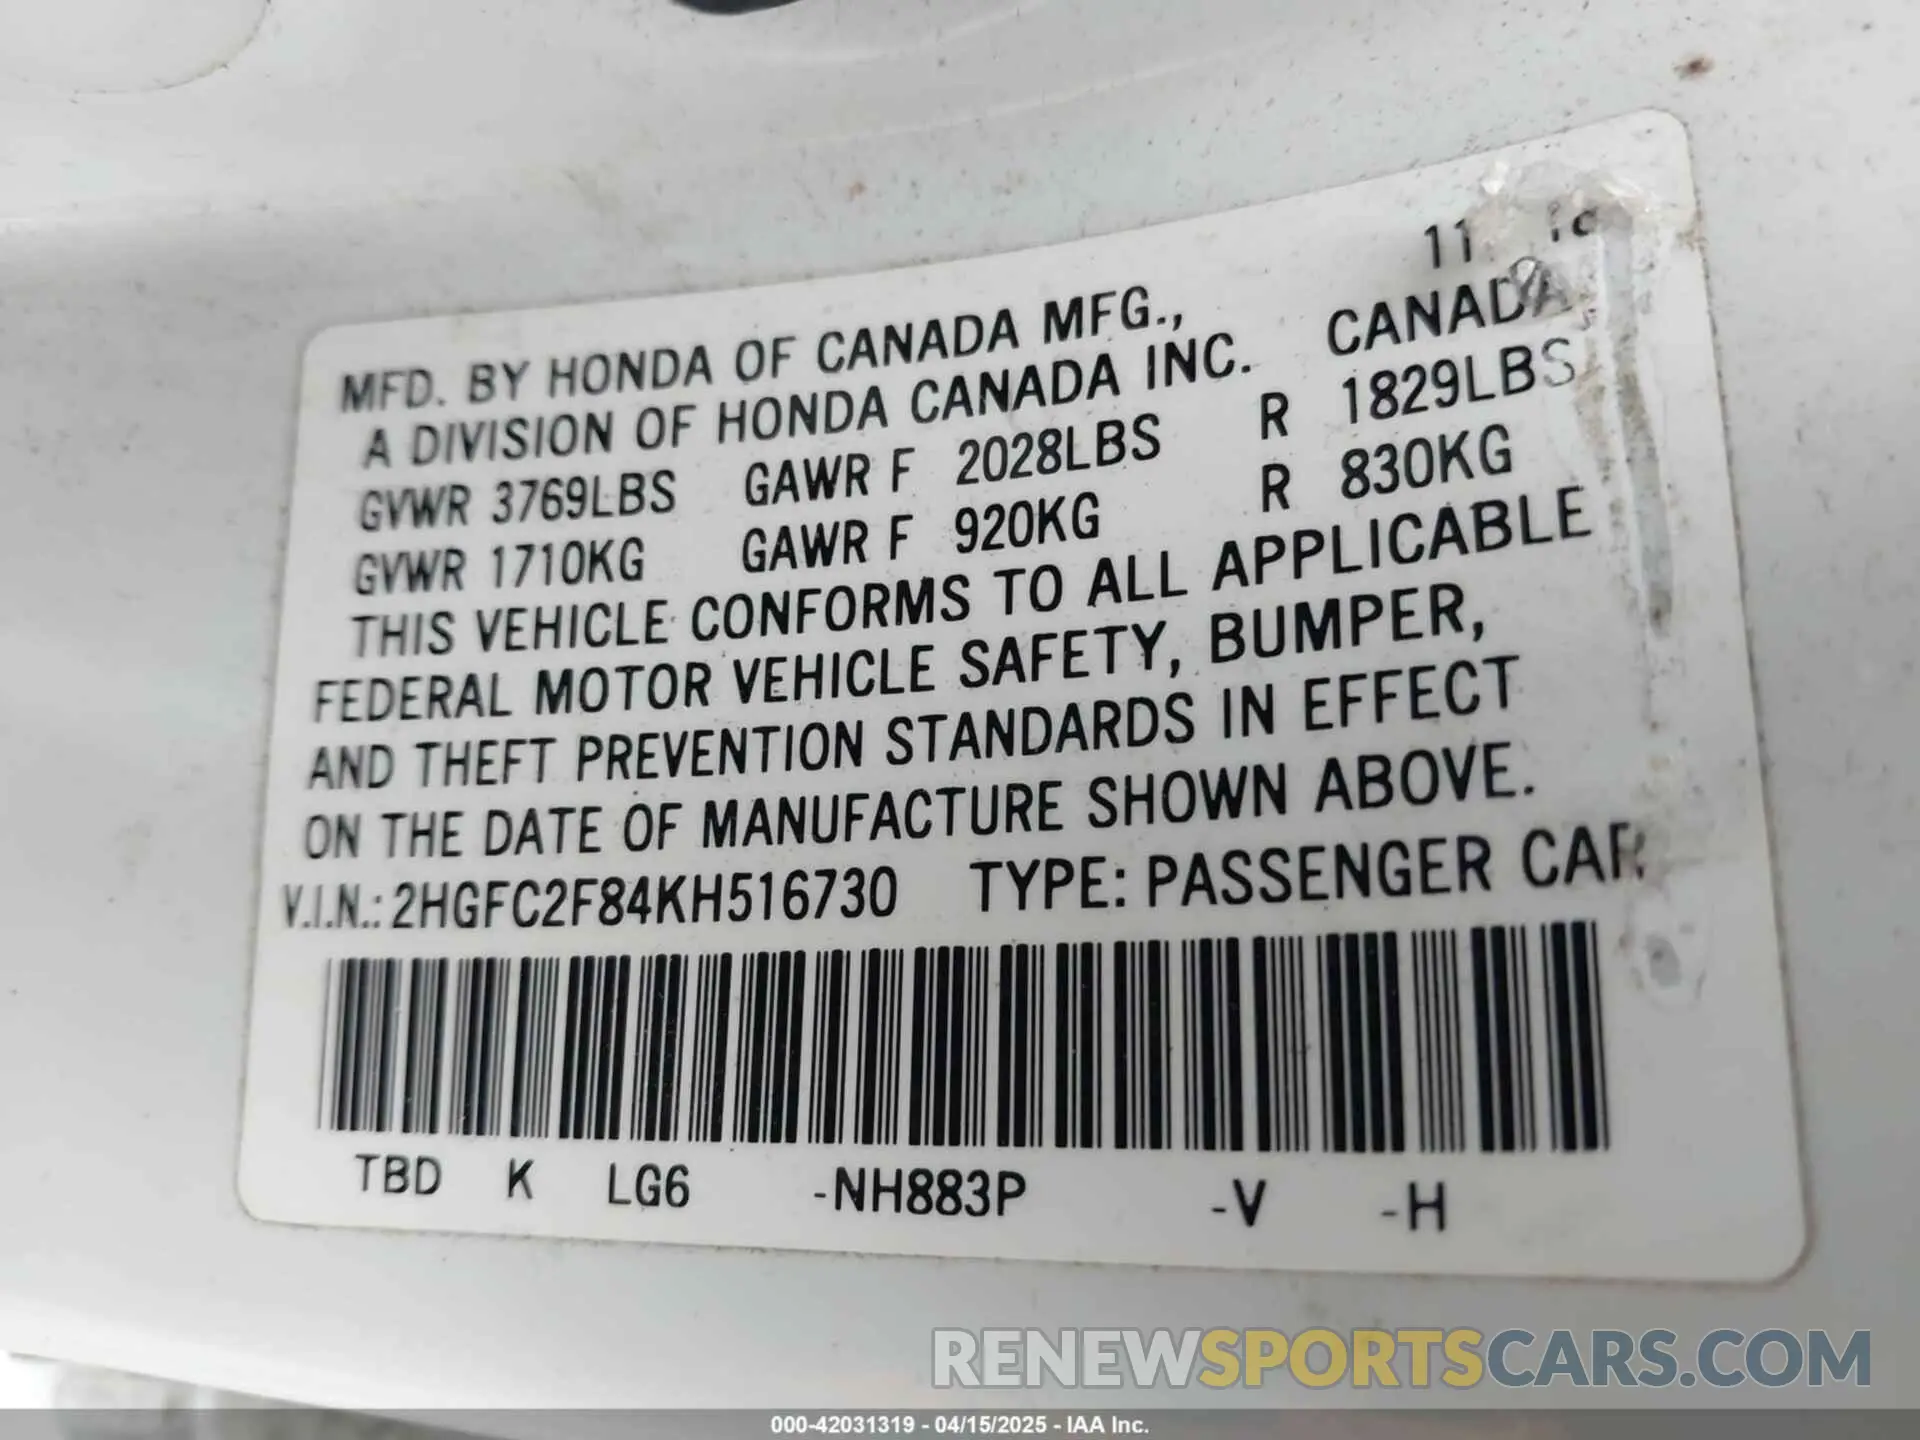 11
MFD. BY HONDA OF CANADA MFG., CANADA
A DIVISION OF HONDA CANADA INC.
GVWR 3769LBS GAWR F 2028LBS R 1829LBS
GVWR 1710KG GAWR F 920KG R 830KG
THIS VEHICLE CONFORMS TO ALL APPLICABLE
FEDERAL MOTOR VEHICLE SAFETY, BUMPER,
AND THEFT PREVENTION STANDARDS IN EFFECT
ON THE DATE OF MANUFACTURE SHOWN ABOVE.
V.I.N.: 2HGFC2F84KH516730 TYPE: PASSENGER CAR
TBD K LG6 -NH883P -V -H
RENEWSPORTSCARS.COM
000-42031319 - 04/15/2025 - IAA Inc.